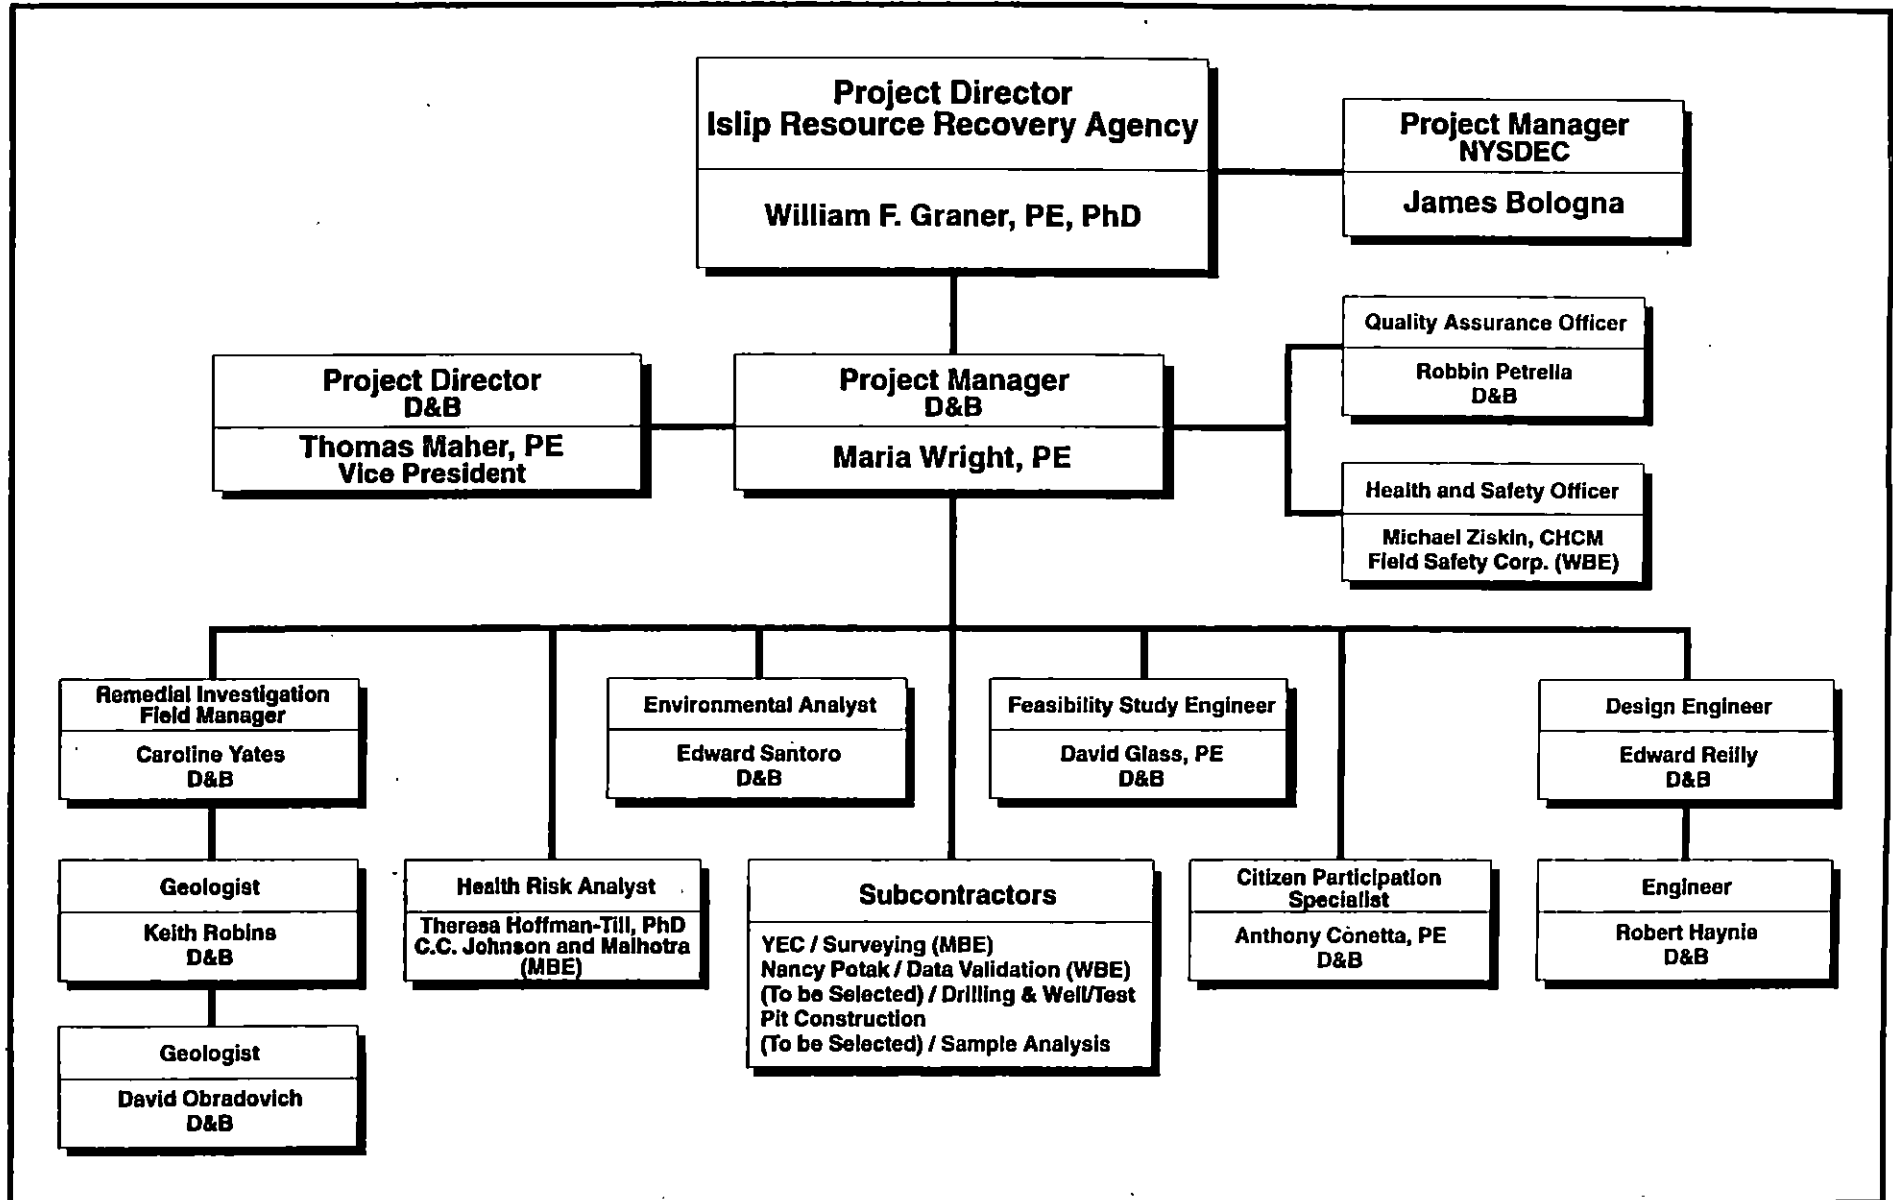 Project Director
Islip Resource Recovery Agency
William F. Graner, PE, PhD
Project Manager
NYSDEC
James Bologna
Quality Assurance Officer
Robbin Petrella
D&B
Project Director
D&B
Thomas Maher, PE
Vice President
Project Manager
D&B
Maria Wright, PE
Health and Safety Officer
Michael Ziskin, CHCM
Field Safety Corp. (WBE)
Remedial Investigation
Field Manager
Caroline Yates
D&B
Environmental Analyst
Edward Santoro
D&B
Feasibility Study Engineer
David Glass, PE
D&B
Design Engineer
Edward Reilly
D&B
Geologist
Keith Robins
D&B
Health Risk Analyst
Theresa Hoffman-Till, PhD
C.C. Johnson and Malhotra
(MBE)
Subcontractors
YEC / Surveying (MBE)
Nancy Potak / Data Validation (WBE)
(To be Selected) / Drilling & Well/Test
Pit Construction
(To be Selected) / Sample Analysis
Citizen Participation
Specialist
Anthony Conetta, PE
D&B
Engineer
Robert Haynie
D&B
Geologist
David Obradovich
D&B